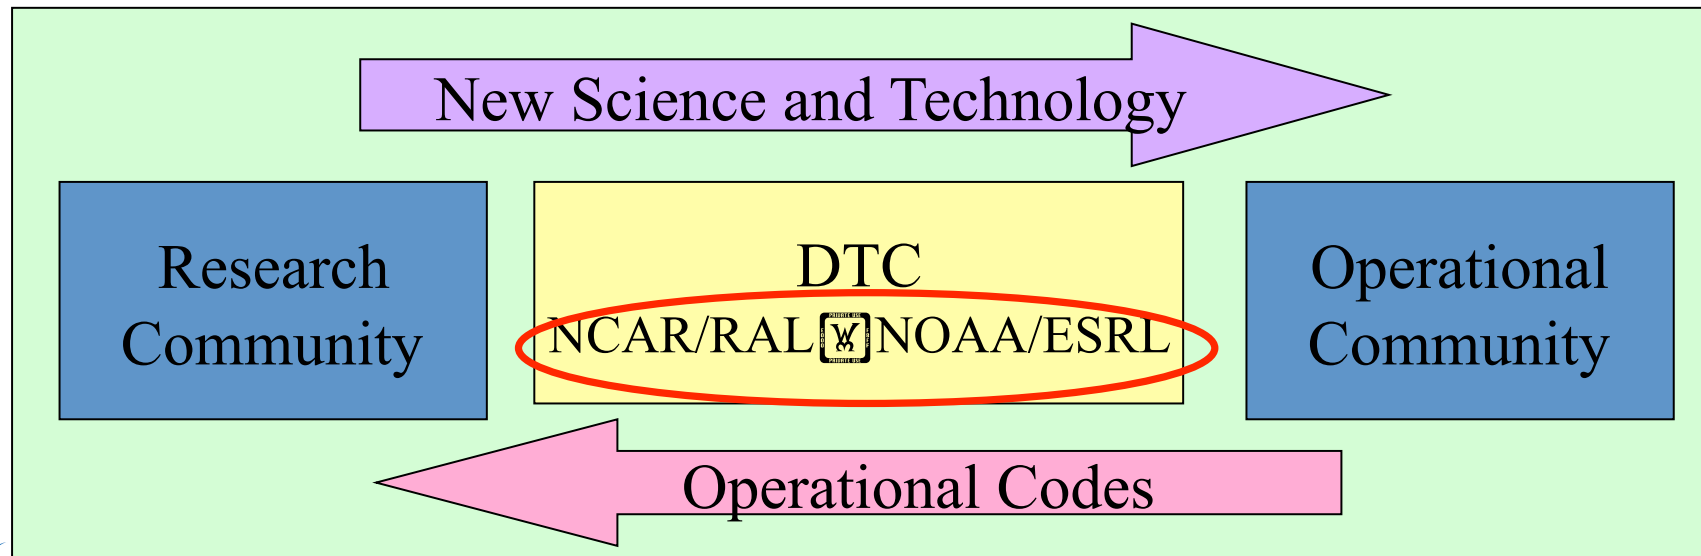 New Science and Technology
Research
Community
DTC
NCAR/RAL NOAA/ESRL
Operational
Community
Operational Codes